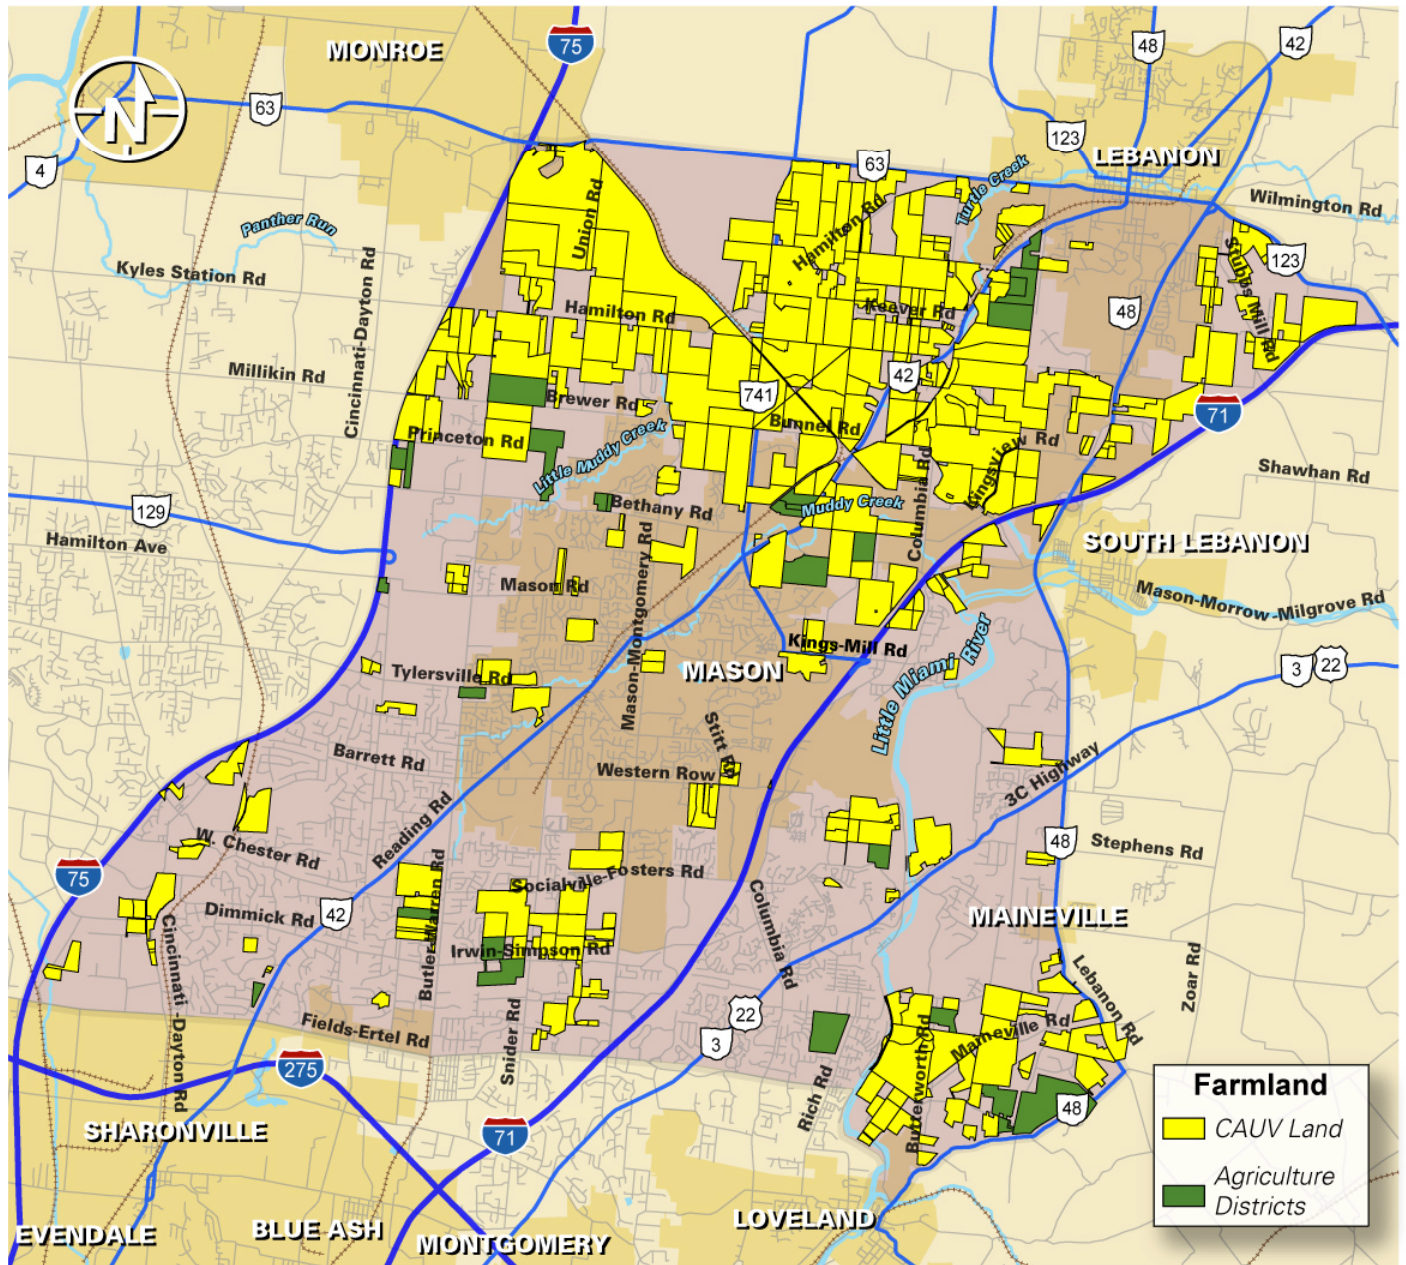 MONROE
75
48
42
N
63
123
4
63
LEBANON
Turtle Creek
Wilmington Rd
Panther Run
Union Rd
Hamilton Rd
Stubbs Mill Rd
123
Kyles Station Rd
Cincinnati-Dayton Rd
Hamilton Rd
Keever Rd
48
Millikin Rd
741
42
71
Brewer Rd
Bunnel Rd
Princeton Rd
Little Muddy Creek
Kingsview Rd
Shawhan Rd
129
Bethany Rd
Muddy Creek
Columbia Rd
Hamilton Ave
SOUTH LEBANON
Mason Rd
Mason-Montgomery Rd
Mason-Morrow-Milgrove Rd
Kings-Mill Rd
Little Miami River
MASON
3
22
Tylersville Rd
Stitt Rd
Barrett Rd
Western Row
3C Highway
Reading Rd
W. Chester Rd
48
Stephens Rd
75
Socialville-Fosters Rd
Butler-Warren Rd
Columbia Rd
Dimmick Rd
42
MAINEVILLE
Irwin-Simpson Rd
Cincinnati-Dayton Rd
Lebanon Rd
Zoar Rd
22
3
Fields-Ertel Rd
Snider Rd
Maineville Rd
Butterworth Rd
275
Rich Rd
48
SHARONVILLE
71
Farmland
CAUV Land
Agriculture
Districts
EVENDALE
BLUE ASH
MONTGOMERY
LOVELAND